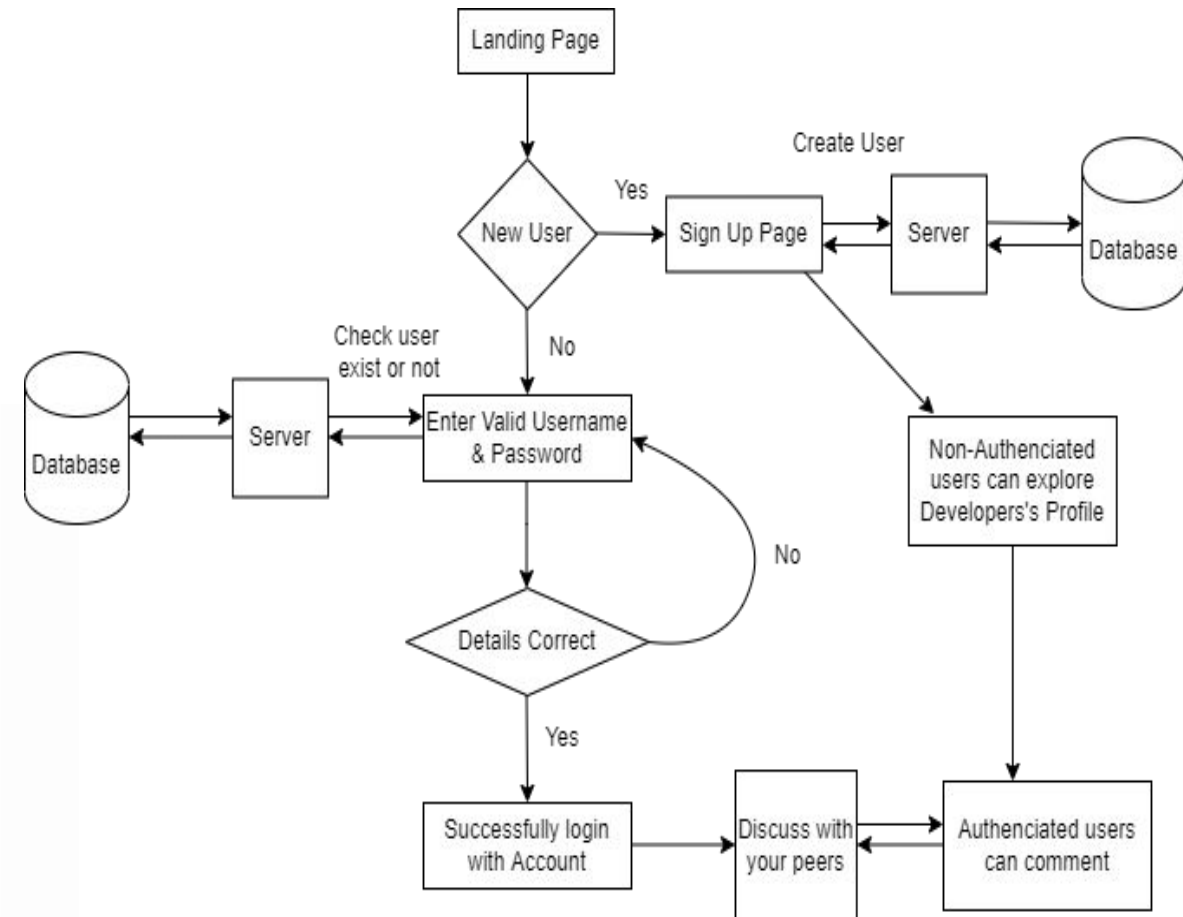 Landing Page
Create User
Yes
New User
Sign Up Page
Server
Database
No
Check user
exist or not
Database
Server
Enter Valid Username
& Password
Non-Authenciated
users can explore
Developers's Profile
No
Details Correct
Yes
Successfully login
with Account
Discuss with
your peers
Authenciated users
can comment